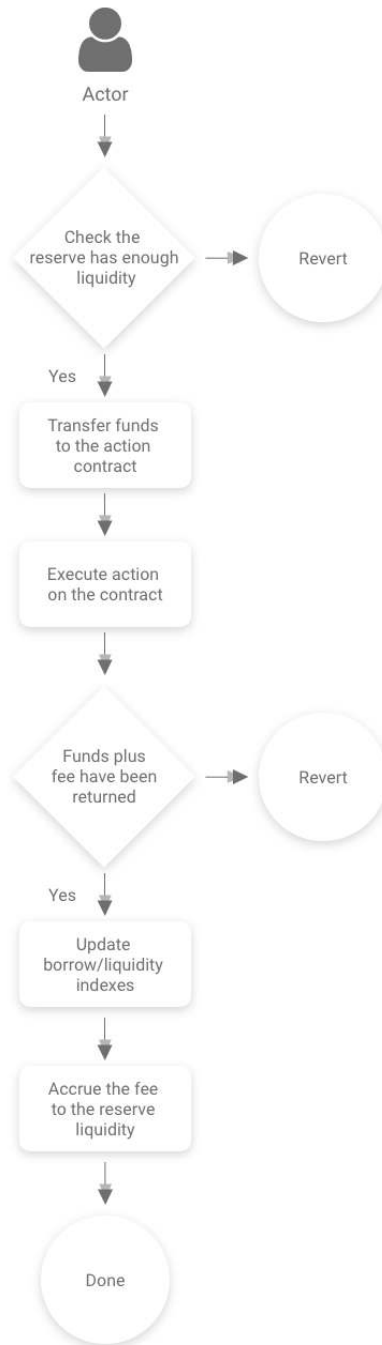 Actor
Check the
reserve has enough
liquidity
Revert
Yes
Transfer funds
to the action
contract
Execute action
on the contract
Funds plus
fee have been
returned
Revert
Yes
Update
borrow/liquidity
indexes
Accrue the fee
to the reserve
liquidity
Done